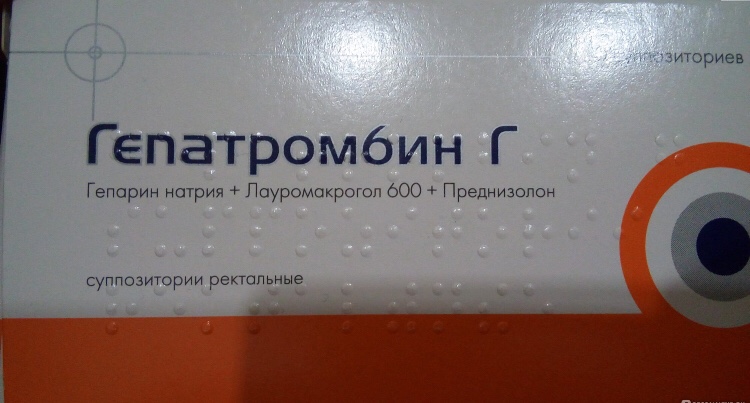 суппозиториев
Гепатромбин Г
Гепарин натрия + Лауромакрогол 600 + Преднизолон
суппозитории ректальные